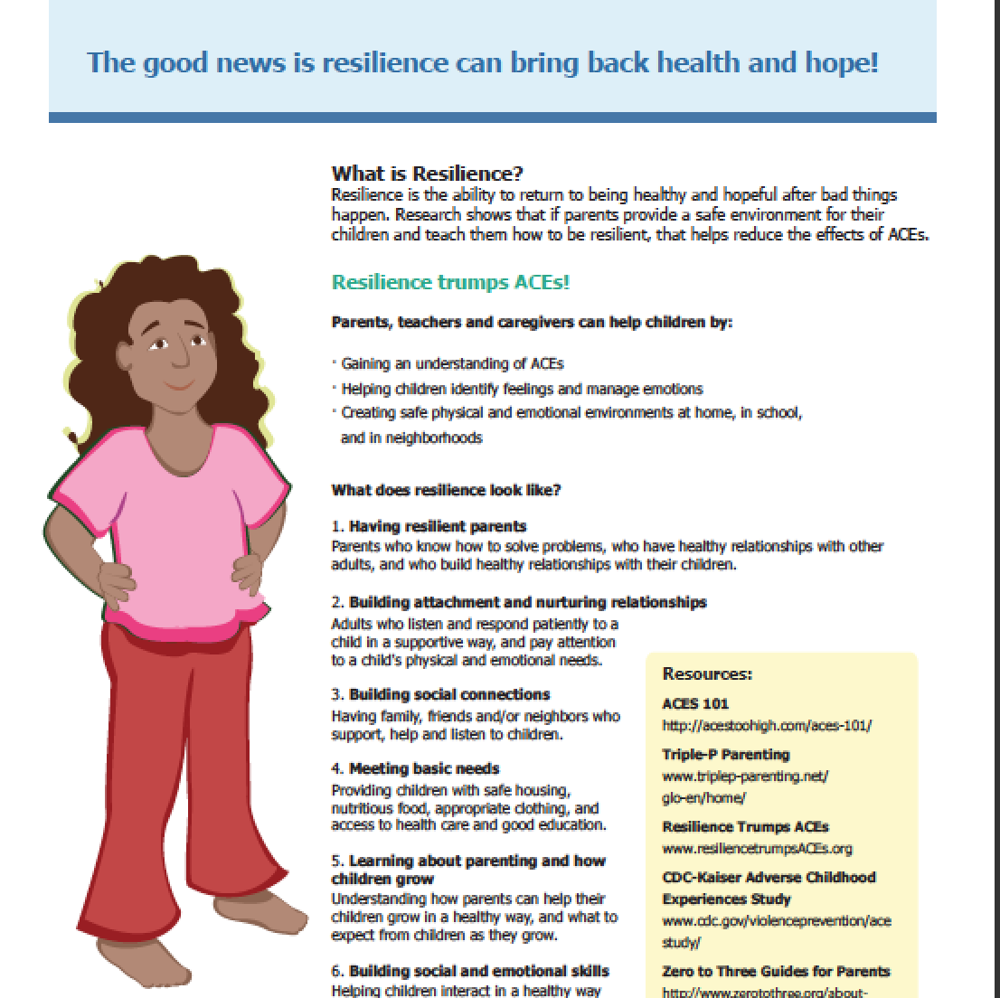 The good news is resilience can bring back health and hope!
What is Resilience?
Resilience is the ability to return to being healthy and hopeful after bad things
happen. Research shows that if parents provide a safe environment for their
children and teach them how to be resilient, that helps reduce the effects of ACEs.
Resilience trumps ACEs!
Parents, teachers and caregivers can help children by:
· Gaining an understanding of ACEs
· Helping children identify feelings and manage emotions
· Creating safe physical and emotional environments at home, in school,
and in neighborhoods
What does resilience look like?
1. Having resilient parents
Parents who know how to solve problems, who have healthy relationships with other
adults, and who build healthy relationships with their children.
2. Building attachment and nurturing relationships
Adults who listen and respond patiently to a
child in a supportive way, and pay attention
to a child's physical and emotional needs.
3. Building social connections
Having family, friends and/or neighbors who
support, help and listen to children.
4. Meeting basic needs
Providing children with safe housing,
nutritious food, appropriate clothing, and
access to health care and good education.
5. Learning about parenting and how
children grow
Understanding how parents can help their
children grow in a healthy way, and what to
expect from children as they grow.
6. Building social and emotional skills
Helping children interact in a healthy way
Resources:
ACES 101
http://acestoohigh.com/aces-101/
Triple-P Parenting
www.triplep-parenting.net/
glo-en/home/
Resilience Trumps ACEs
www.resiliencetrumpsACEs.org
CDC-Kaiser Adverse Childhood
Experiences Study
www.cdc.gov/violenceprevention/ace
study/
Zero to Three Guides for Parents
http://www.zerotothree.org/about-